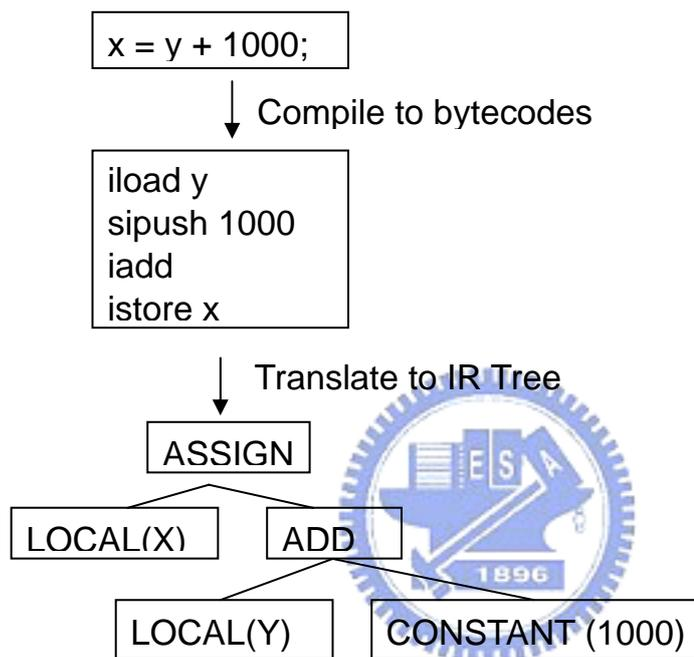 x = y + 1000;
Compile to bytecodes
iload y
sipush 1000
iadd
istore x
Translate to IR Tree
ASSIGN
LOCAL(X) ADD
LOCAL(Y) CONSTANT (1000)
E S A
1896